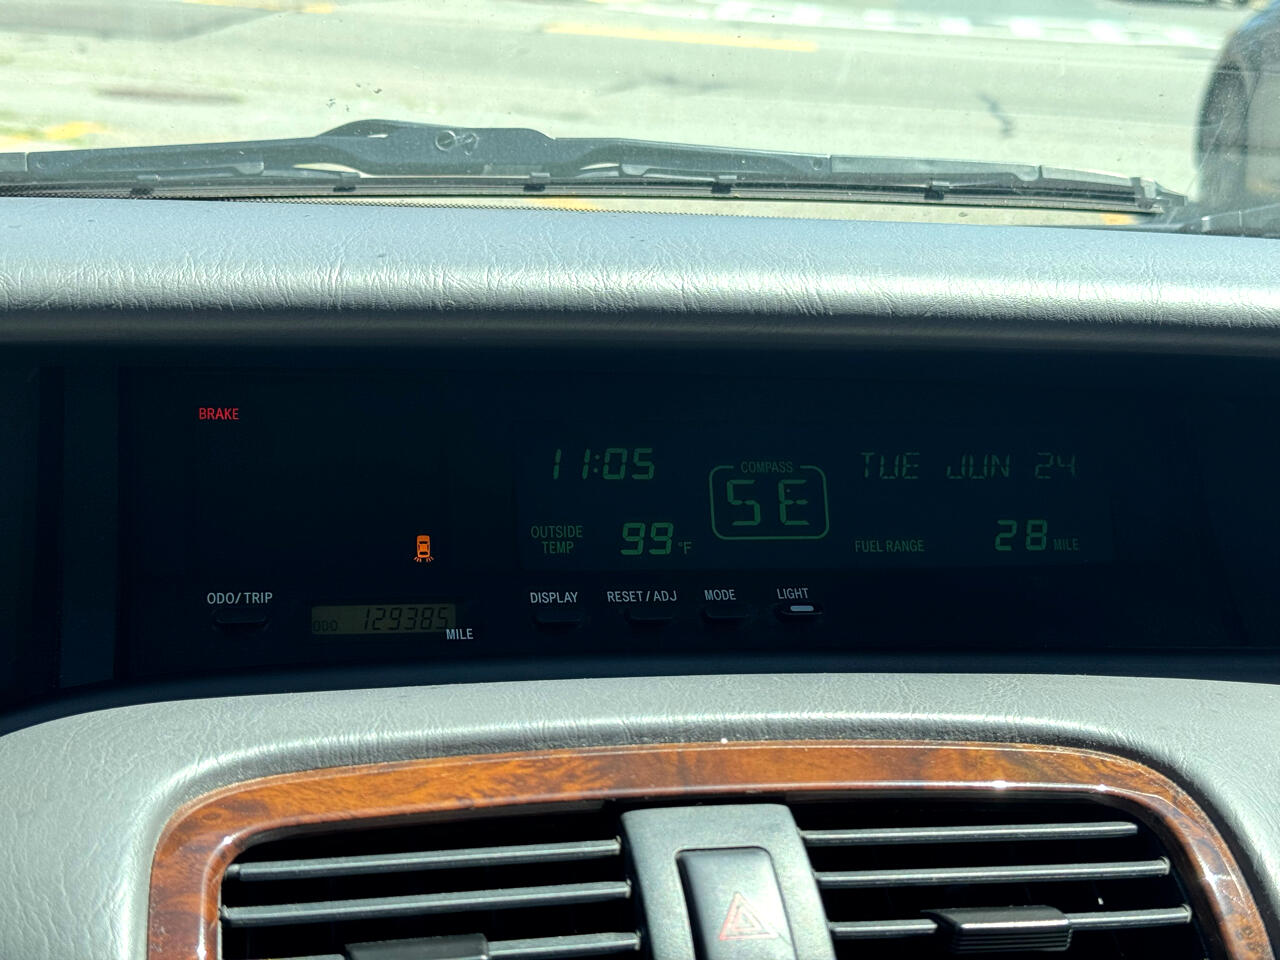 BRAKE
11:05
COMPASS
SE
TUE JUN 24
OUTSIDE TEMP 99 °F
FUEL RANGE 28 MILE
ODO/TRIP
ODO 129385 MILE
DISPLAY
RESET/ADJ
MODE
LIGHT